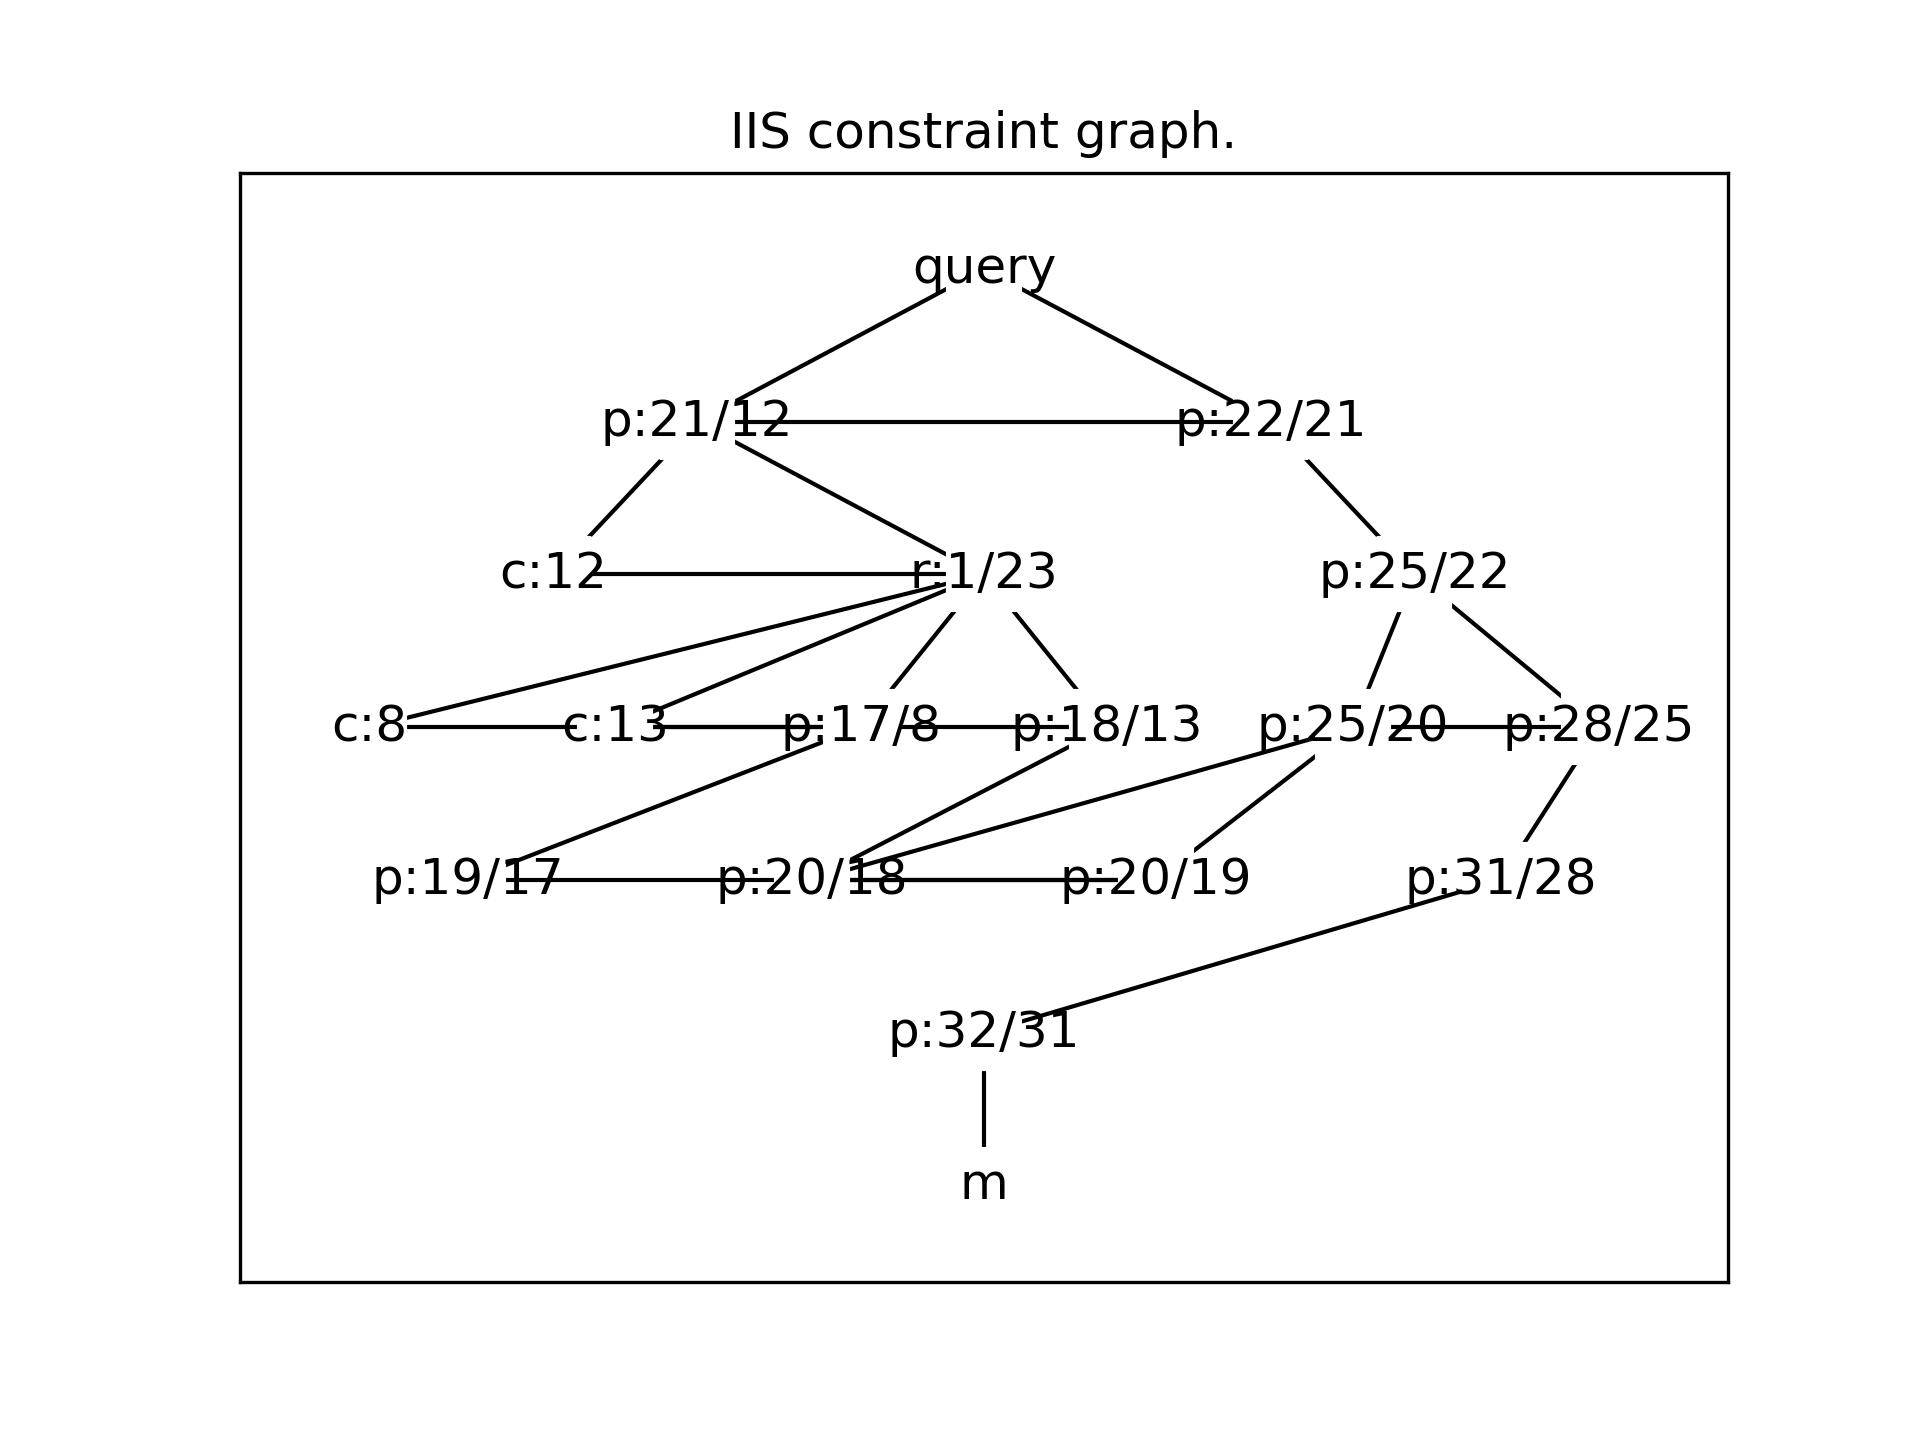 IIS constraint graph.
query
p:21/12 p:22/21
c:12 r:1/23 p:25/22
c:8 c:13 p:17/8 p:18/13 p:25/20 p:28/25
p:19/17 p:20/18 p:20/19 p:31/28
p:32/31
m